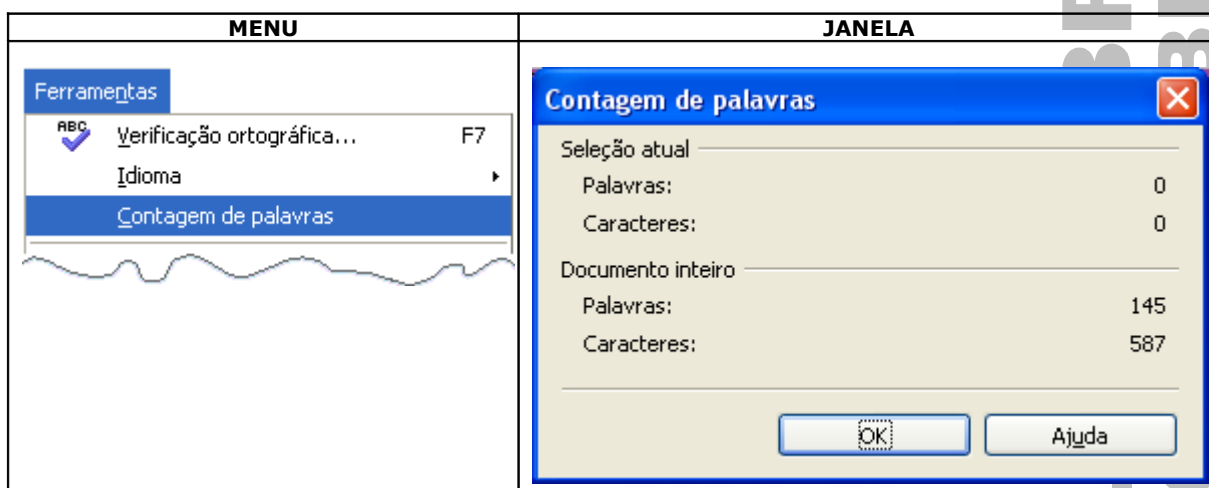 MENU
JANELA
Ferramentas
ABC Verificação ortográfica... F7
Idioma
Contagem de palavras
Contagem de palavras
Seleção atual
Palavras: 0
Caracteres: 0
Documento inteiro
Palavras: 145
Caracteres: 587
OK
Ajuda